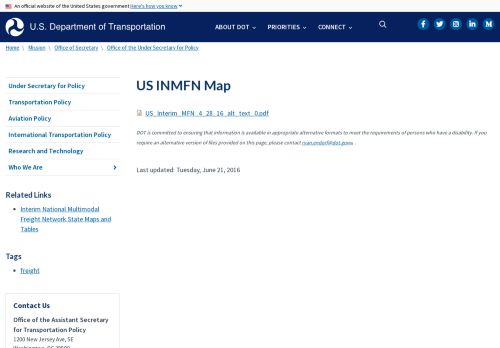 An official website of the United States government Here's how you know
U.S. Department of Transportation
ABOUT DOT
PRIORITIES
CONNECT
Home \ Mission \ Office of Secretary \ Office of the Under Secretary for Policy
Under Secretary for Policy
Transportation Policy
Aviation Policy
International Transportation Policy
Research and Technology
Who We Are
Related Links
Interim National Multimodal
Freight Network State Maps and
Tables
Tags
freight
Contact Us
Office of the Assistant Secretary
for Transportation Policy
1200 New Jersey Ave, SE
US INMFN Map
US_Interim_MFN_4_28_16_alt_text_0.pdf
DOT is committed to ensuring that information is available in appropriate alternative formats to meet the requirements of persons who have a disability. If you
require an alternative version of files provided on this page, please contact
Last updated: Tuesday, June 21, 2016